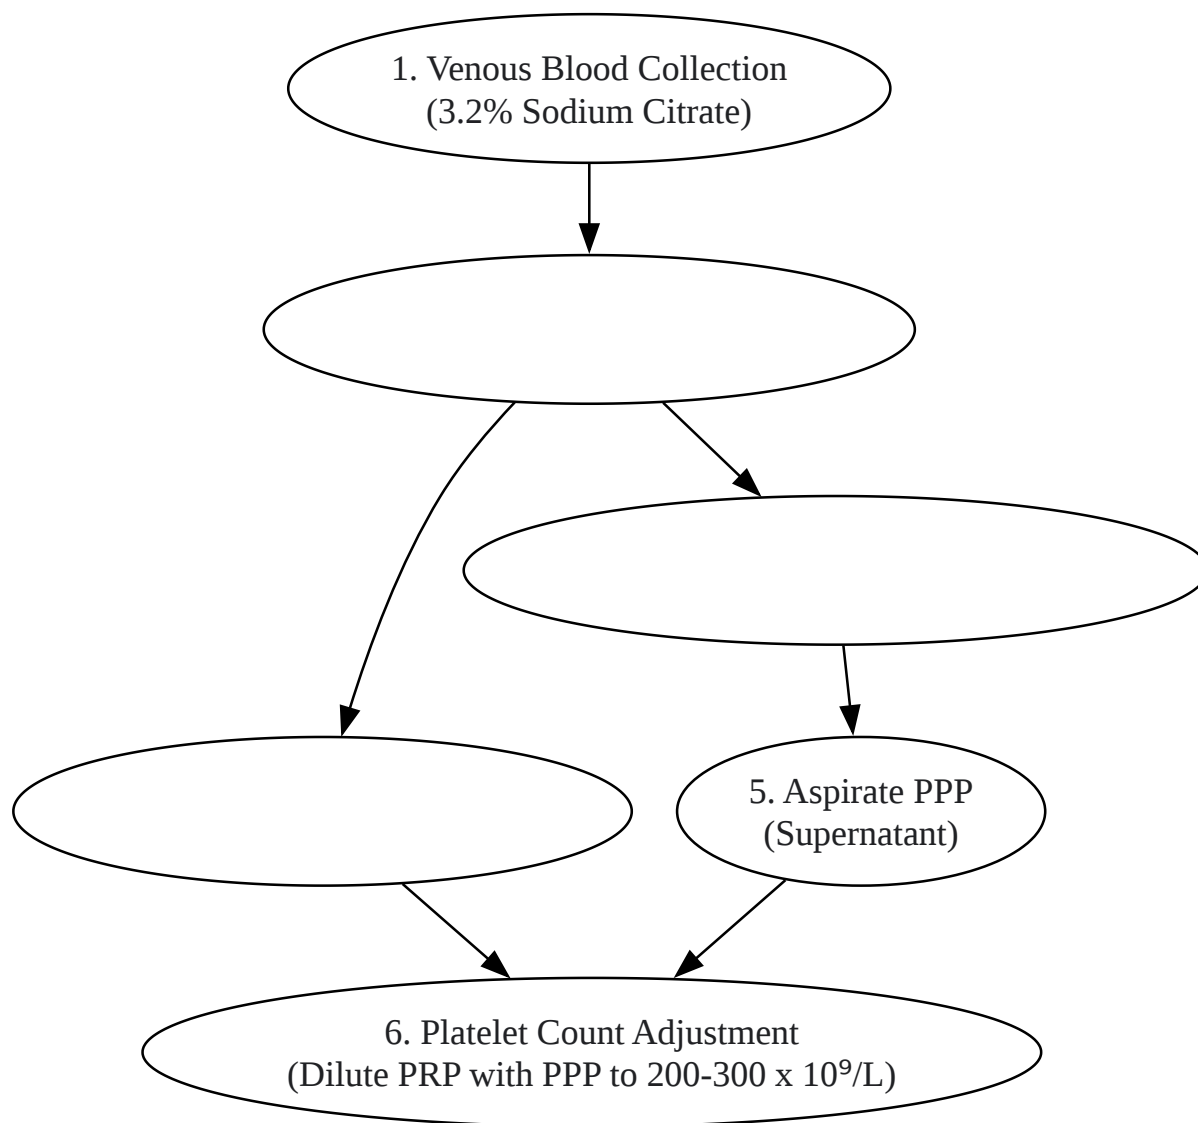 1. Venous Blood Collection
(3.2% Sodium Citrate)
5. Aspirate PPP
(Supernatant)
6. Platelet Count Adjustment
(Dilute PRP with PPP to 200-300 x 10⁹/L)